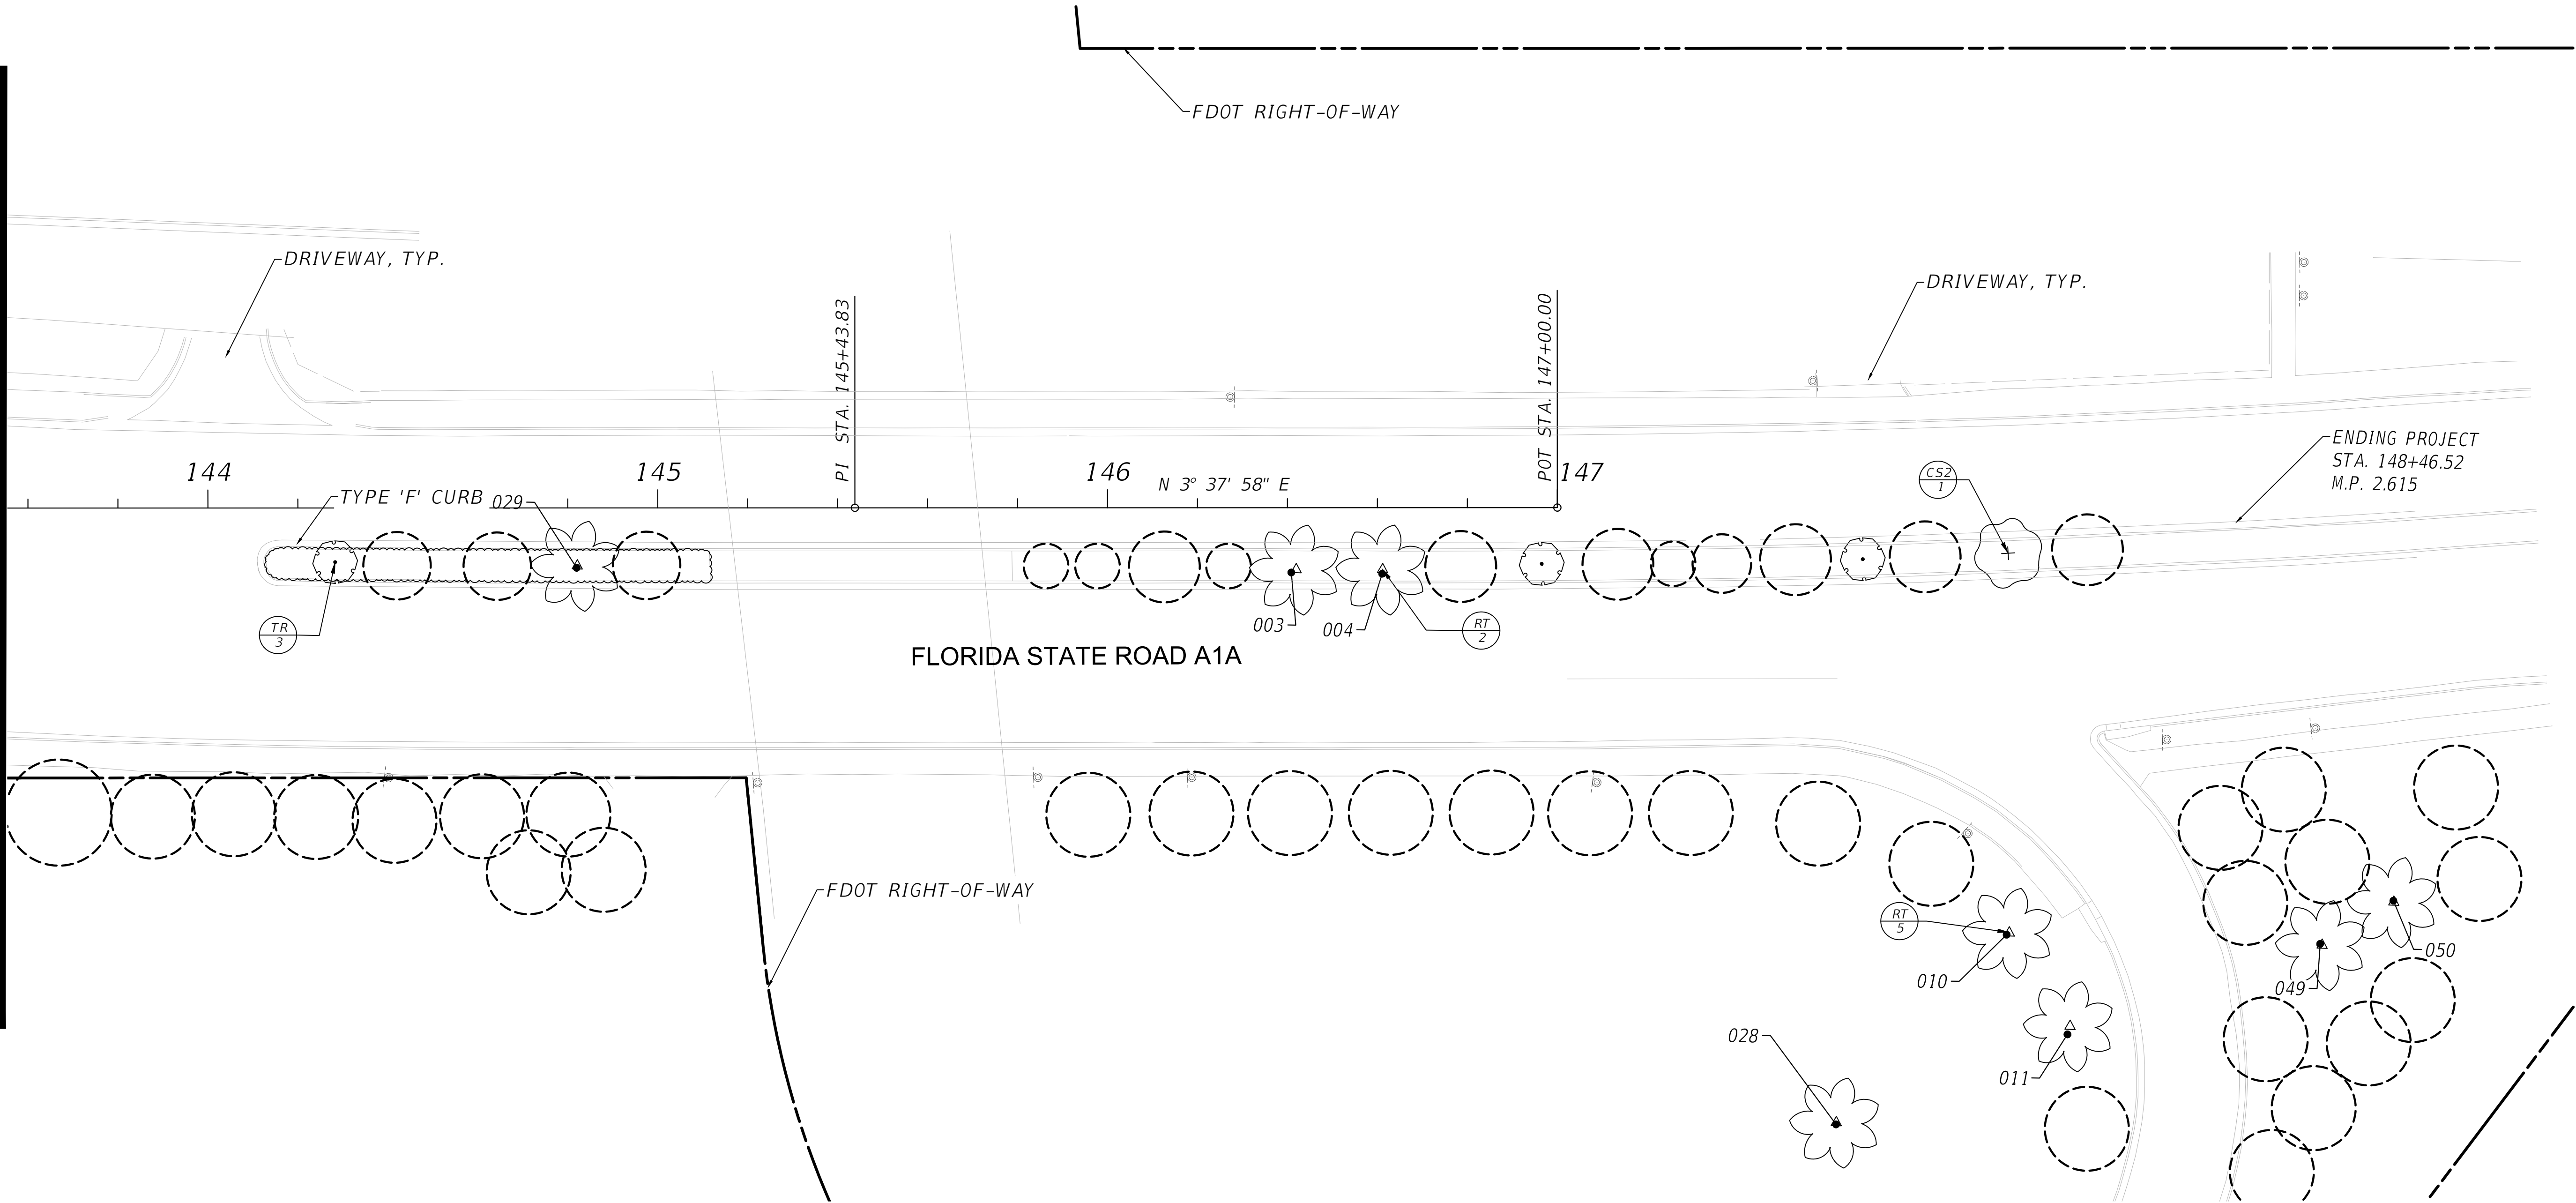 FDOT RIGHT-OF-WAY
DRIVEWAY, TYP.
DRIVEWAY, TYP.
PI STA. 145+43.83
POT STA. 147+00.00
ENDING PROJECT
STA. 148+46.52
M.P. 2.615
144
145
146
147
N 3° 37' 58" E
CS2
1
TYPE 'F' CURB
029
TR
3
003
004
RT
2
FLORIDA STATE ROAD A1A
FDOT RIGHT-OF-WAY
RT
5
010
050
049
028
011